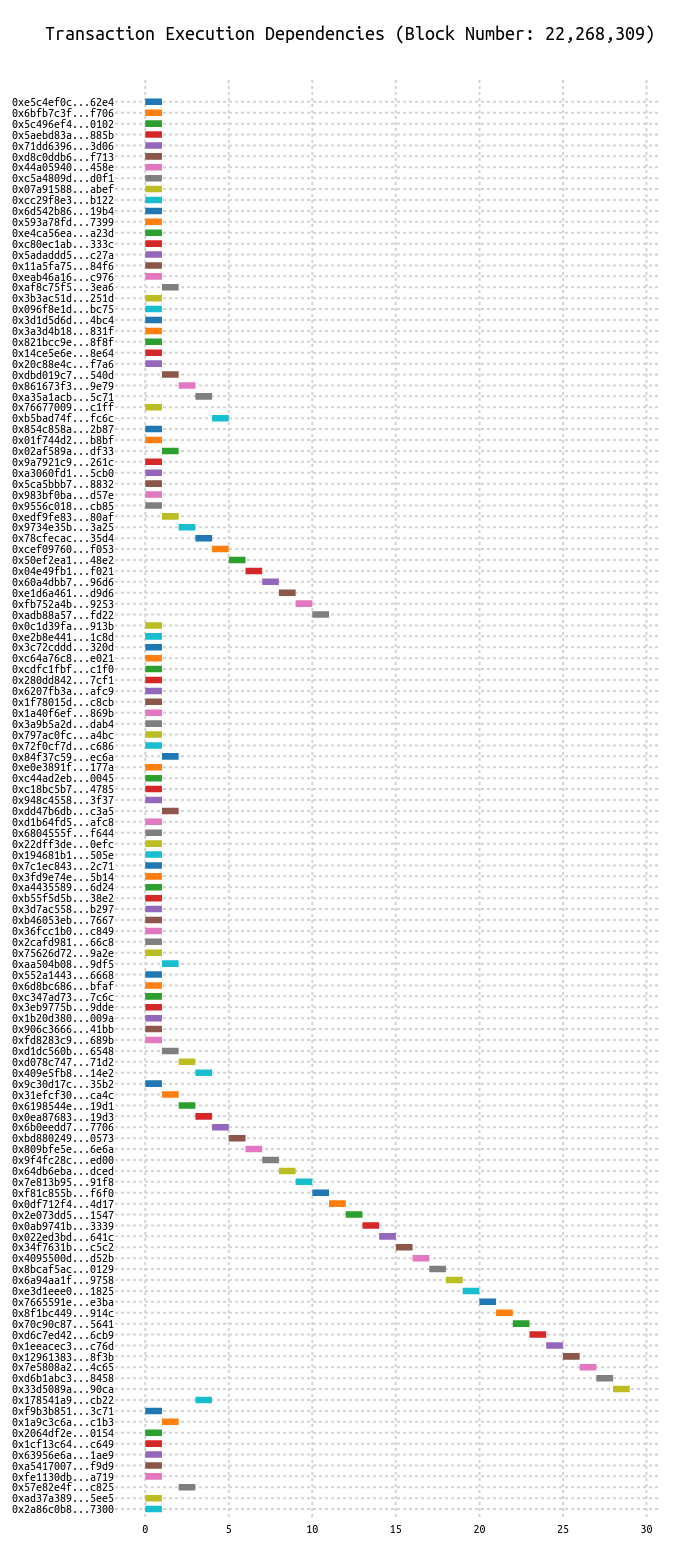 Transaction Execution Dependencies (Block Number: 22,268,309)
0xe5c4ef0c...62e4
0x6bfb7c3f...f706
0x5c496ef4...0102
0x5aebd83a...885b
0x71dd6396...3d06
0xd8c0ddb6...f713
0x44a05940...458e
0xc5a4809d...d0f1
0x07a91588...abef
0xcc29f8e3...b122
0x6d542b86...19b4
0x593a78fd...7399
0xe4ca56ea...a23d
0xc80ec1ab...333c
0x5adaddd5...c27a
0x11a5fa75...84f6
0xeab46a16...c976
0xaf8c75f5...3ea6
0x3b3ac51d...251d
0x096f8e1d...bc75
0x3d1d5d6d...4bc4
0x3a3d4b18...831f
0x821bcc9e...8f8f
0x14ce5e6e...8e64
0x20c88e4c...f7a6
0xdbd019c7...540d
0x861673f3...9e79
0xa35a1acb...5c71
0x76677009...c1ff
0xb5bad74f...fc6c
0x854c858a...2b87
0x01f744d2...b8bf
0x02af589a...df33
0x9a7921c9...261c
0xa3060fd1...5cb0
0x5ca5bbb7...8832
0x983bf0ba...d57e
0x9556c018...cb85
0xedf9fe83...80af
0x9734e35b...3a25
0x78cfecac...35d4
0xcef09760...f053
0x50ef2ea1...48e2
0x04e49fb1...f021
0x60a4dbb7...96d6
0xe1d6a461...d9d6
0xfb752a4b...9253
0xadb88a57...fd22
0x0c1d39fa...913b
0xe2b8e441...1c8d
0x3c72cddd...320d
0xc64a76c8...e021
0xcdfc1fbf...c1f0
0x280dd842...7cf1
0x6207fb3a...afc9
0x1f78015d...c8cb
0x1a40f6ef...869b
0x3a9b5a2d...dab4
0x797ac0fc...a4bc
0x72f0cf7d...c686
0x84f37c59...ec6a
0xe0e3891f...177a
0xc44ad2eb...0045
0xc18bc5b7...4785
0x948c4558...3f37
0xdd47b6db...c3a5
0xd1b64fd5...afc8
0x6804555f...f644
0x22dff3de...0efc
0x194681b1...505e
0x7c1ec843...2c71
0x3fd9e74e...5b14
0xa4435589...6d24
0xb55f5d5b...38e2
0x3d7ac558...b297
0xb46053eb...7667
0x36fcc1b0...c849
0x2cafd981...66c8
0x75626d72...9a2e
0xaa504b08...9df5
0x552a1443...6668
0x6d8bc686...bfaf
0xc347ad73...7c6c
0x3eb9775b...9dde
0x1b20d380...009a
0x906c3666...41bb
0xfd8283c9...689b
0xd1dc560b...6548
0xd078c747...71d2
0x409e5fb8...14e2
0x9c30d17c...35b2
0x31efcf30...ca4c
0x6198544e...19d1
0x0ea87683...19d3
0x6b0eedd7...7706
0xbd880249...0573
0x809bfe5e...6e6a
0x9f4fc28c...ed00
0x64db6eba...dced
0x7e813b95...91f8
0xf81c855b...f6f0
0x0df712f4...4d17
0x2e073dd5...1547
0x0ab9741b...3339
0x022ed3bd...641c
0x34f7631b...c5c2
0x4095500d...d52b
0x8bcaf5ac...0129
0x6a94aa1f...9758
0xe3d1eee0...1825
0x7665591e...e3ba
0x8f1bc449...914c
0x70c90c87...5641
0xd6c7ed42...6cb9
0x1eeacec3...c76d
0x12961383...8f3b
0x7e5808a2...4c65
0xd6b1abc3...8458
0x33d5089a...90ca
0x178541a9...cb22
0xf9b3b851...3c71
0x1a9c3c6a...c1b3
0x2064df2e...0154
0x1cf13c64...c649
0x63956e6a...1ae9
0xa5417007...f9d9
0xfe1130db...a719
0x57e82e4f...c825
0xad37a389...5ee5
0x2a86c0b8...7300
0 5 10 15 20 25 30